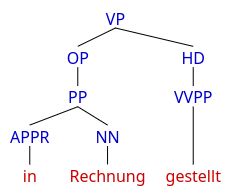 VP
OP HD
PP VVPP
APPR NN
in Rechnung gestellt